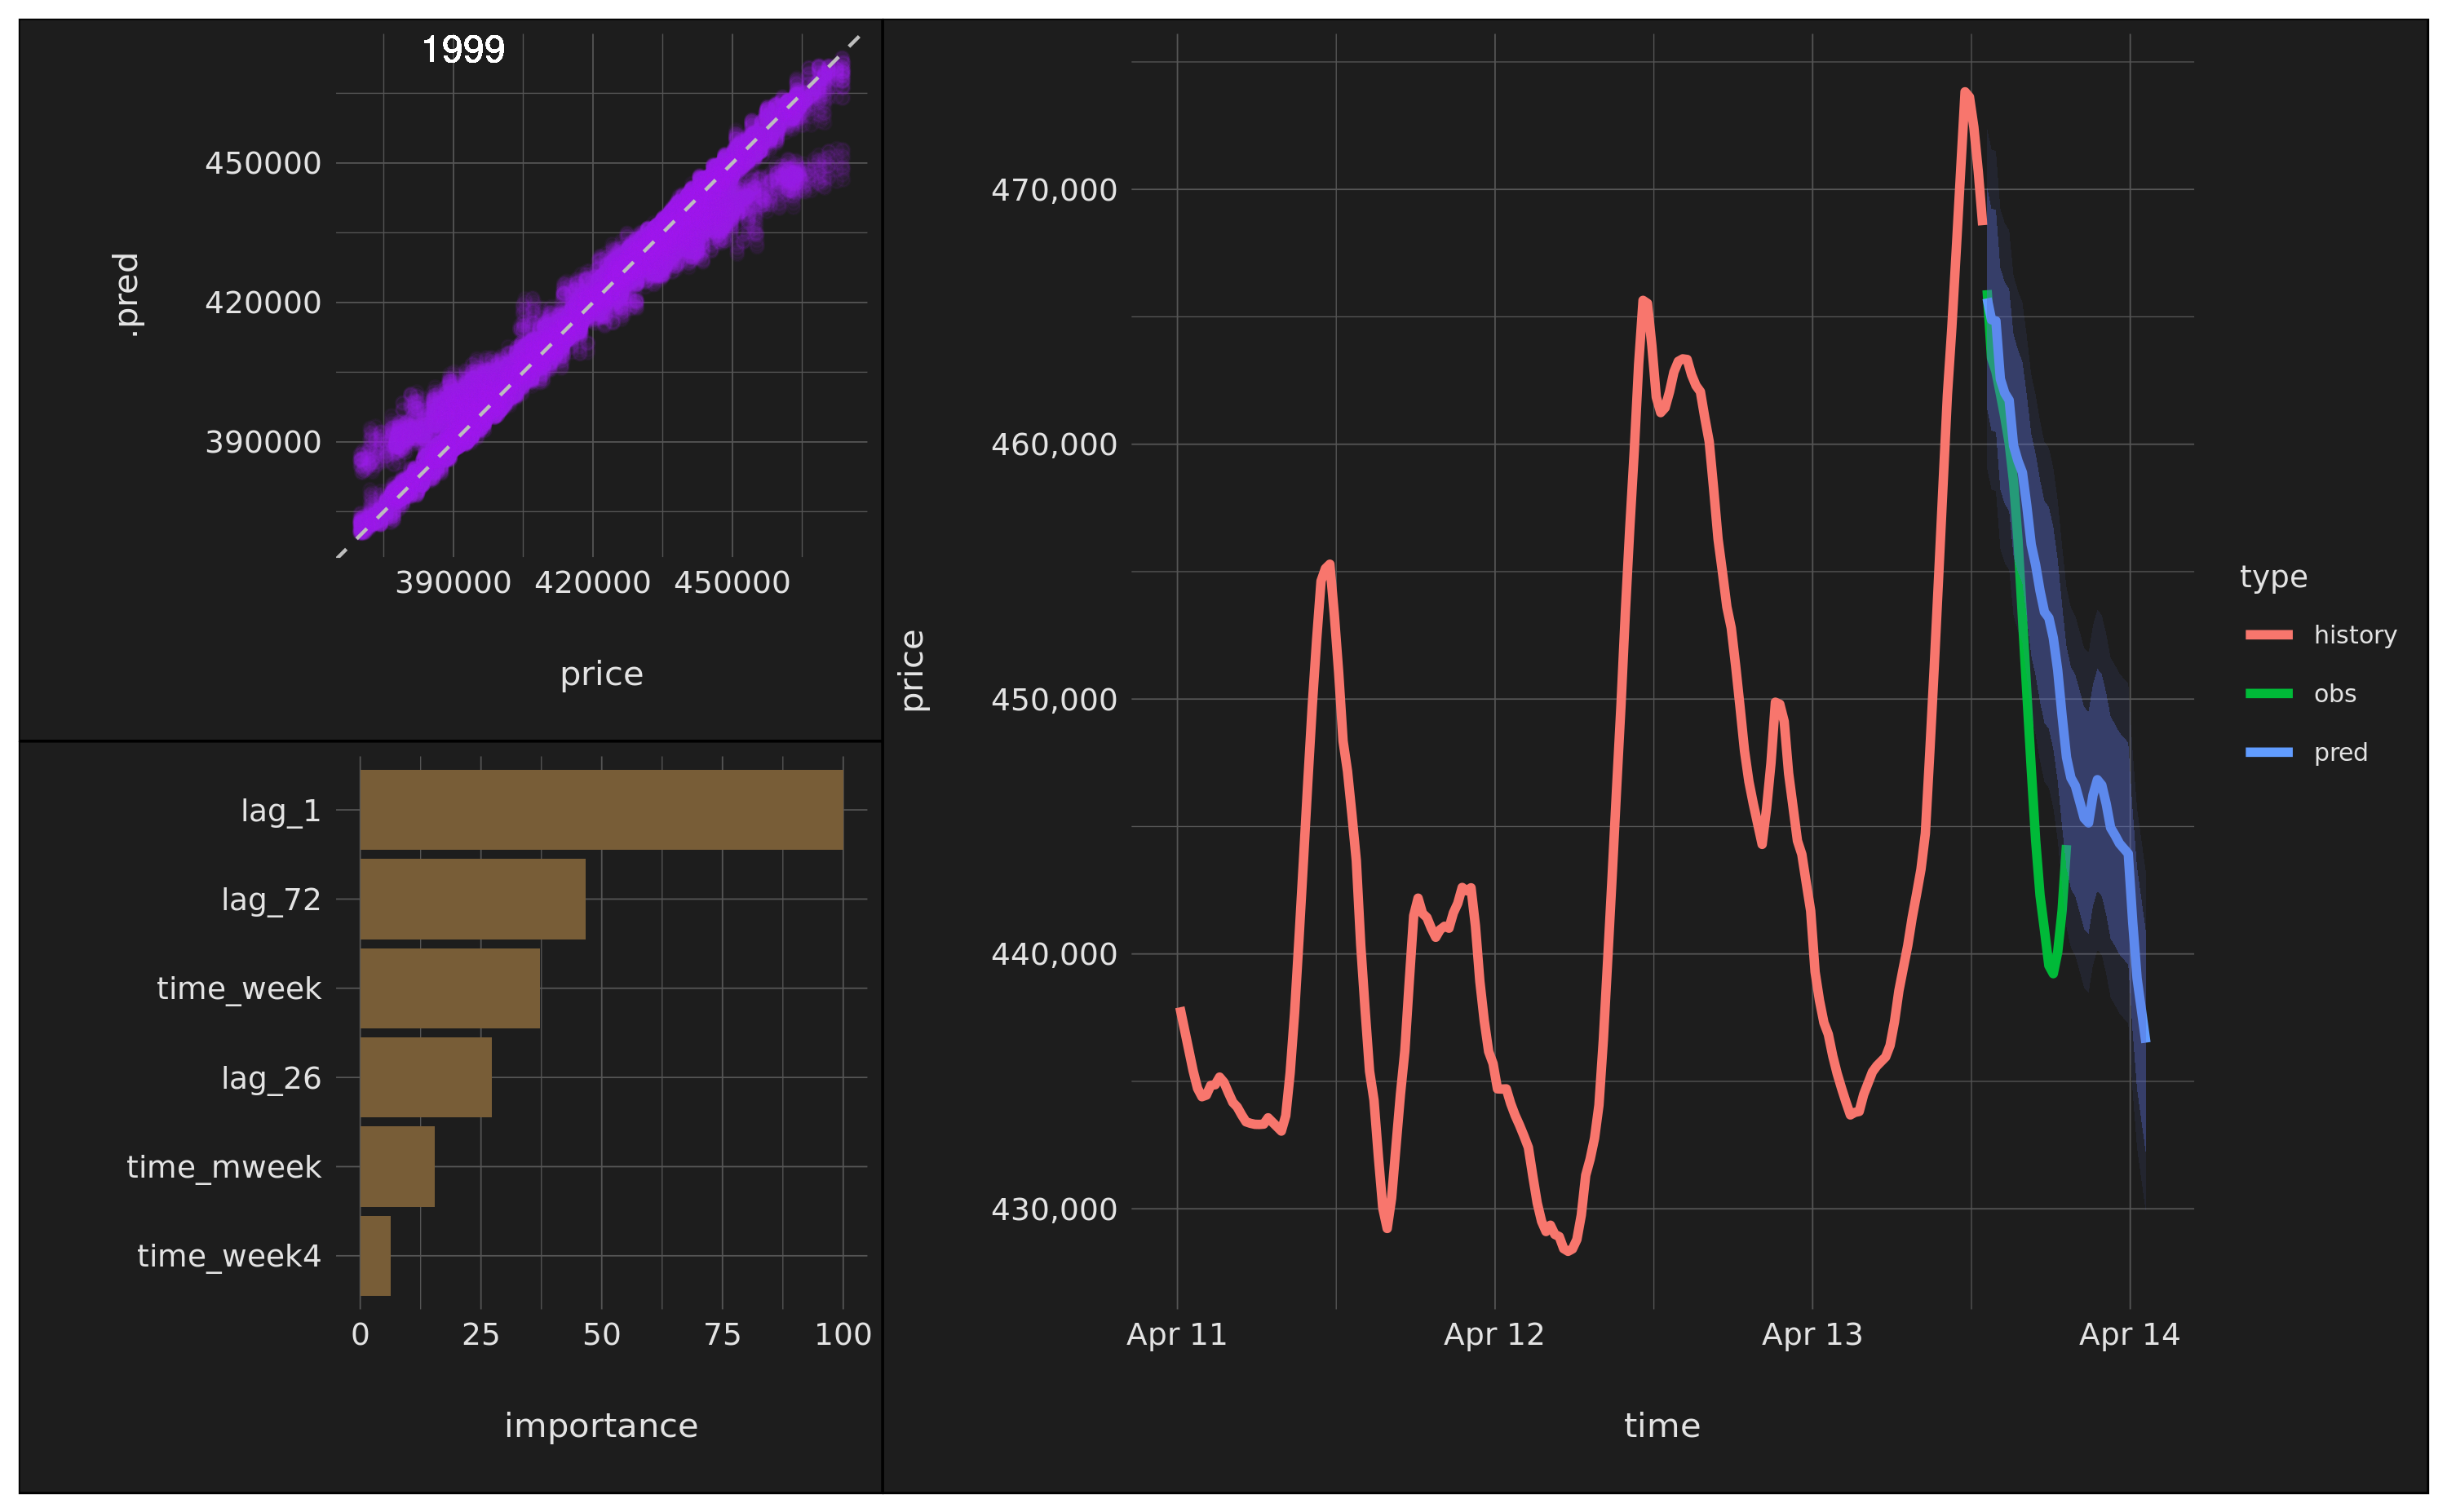 1999
.pred
450000
420000
390000
390000 420000 450000
price
lag_1
lag_72
time_week
lag_26
time_mweek
time_week4
0 25 50 75 100
importance
price
470,000
460,000
450,000
440,000
430,000
Apr 11 Apr 12 Apr 13 Apr 14
time
type
history
obs
pred